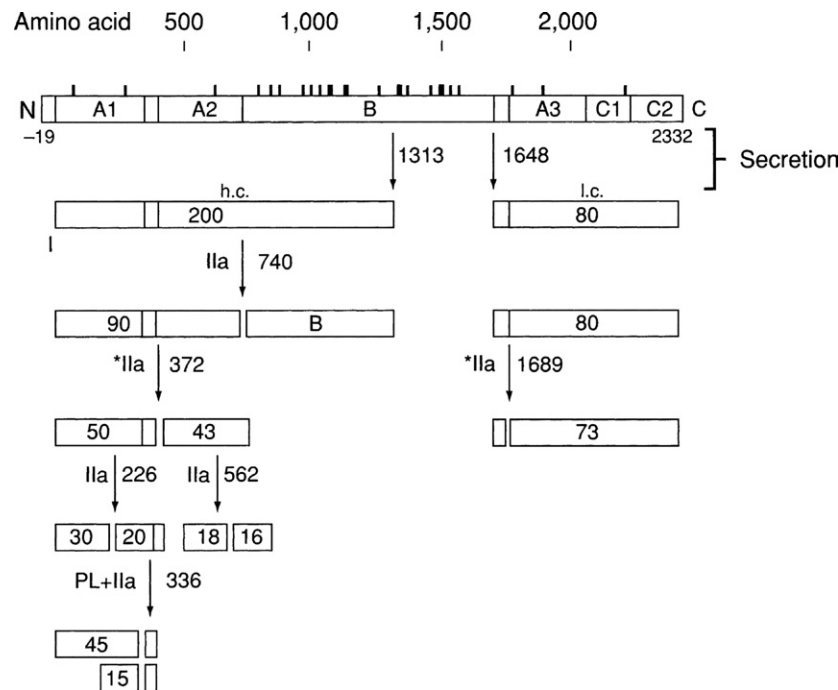 Amino acid 500 1,000 1,500 2,000
N A1 A2 B A3 C1 C2 C
–19 2332
1313 1648 Secretion
h.c. l.c.
200 80
I
IIa 740
90 B 80
*IIa 372 *IIa 1689
50 43 73
IIa 226 IIa 562
30 20 18 16
PL+IIa 336
45
15